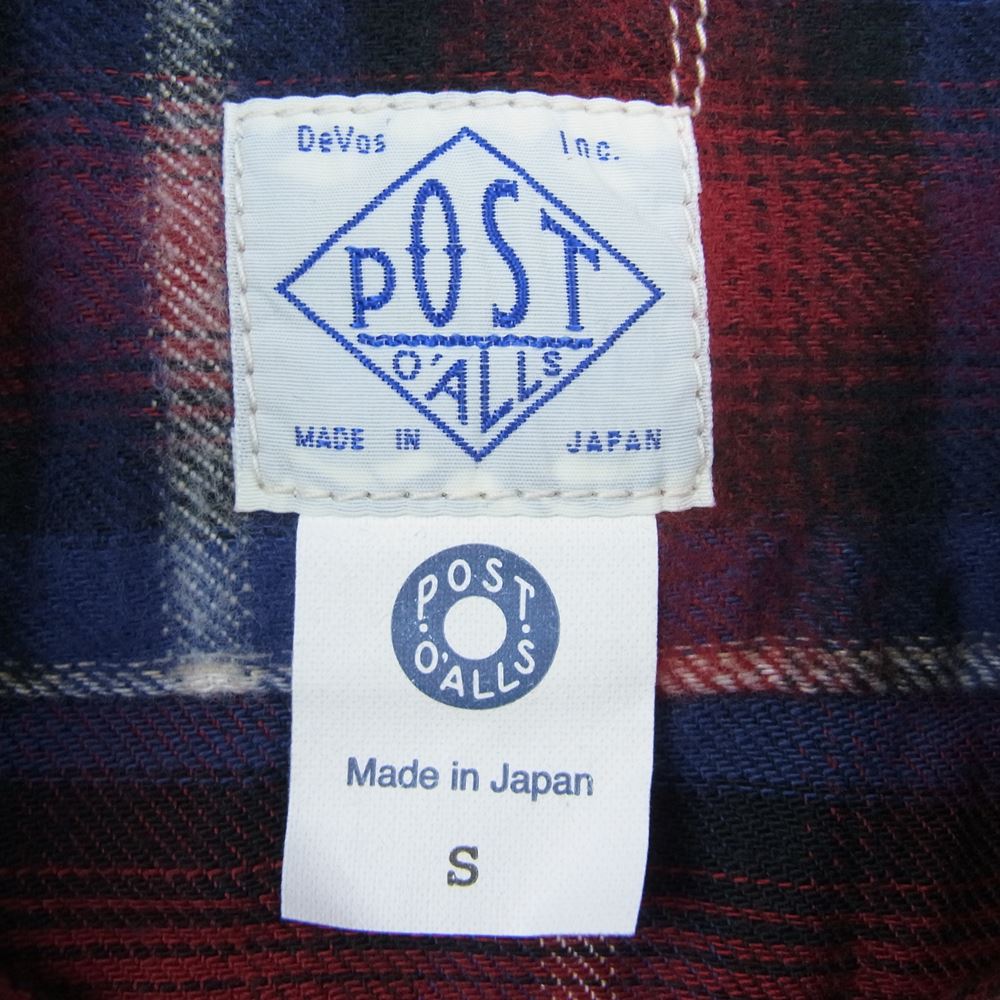 DeVos Inc.
POST
O'ALLS
MADE IN JAPAN
POST
O'ALLS
Made in Japan
S